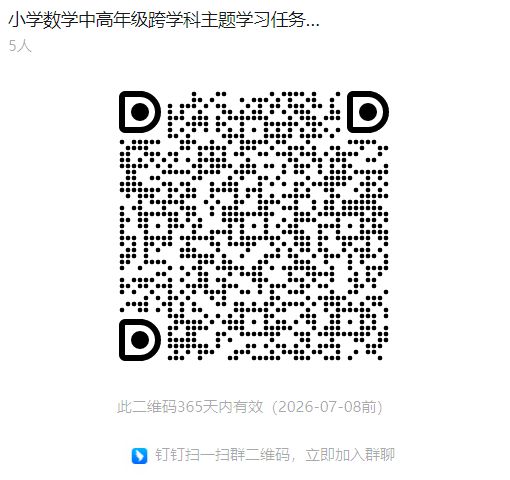 小学数学中高年级跨学科主题学习任务...
5人
此二维码365天内有效（2026-07-08前）
钉钉扫一扫群二维码，立即加入群聊